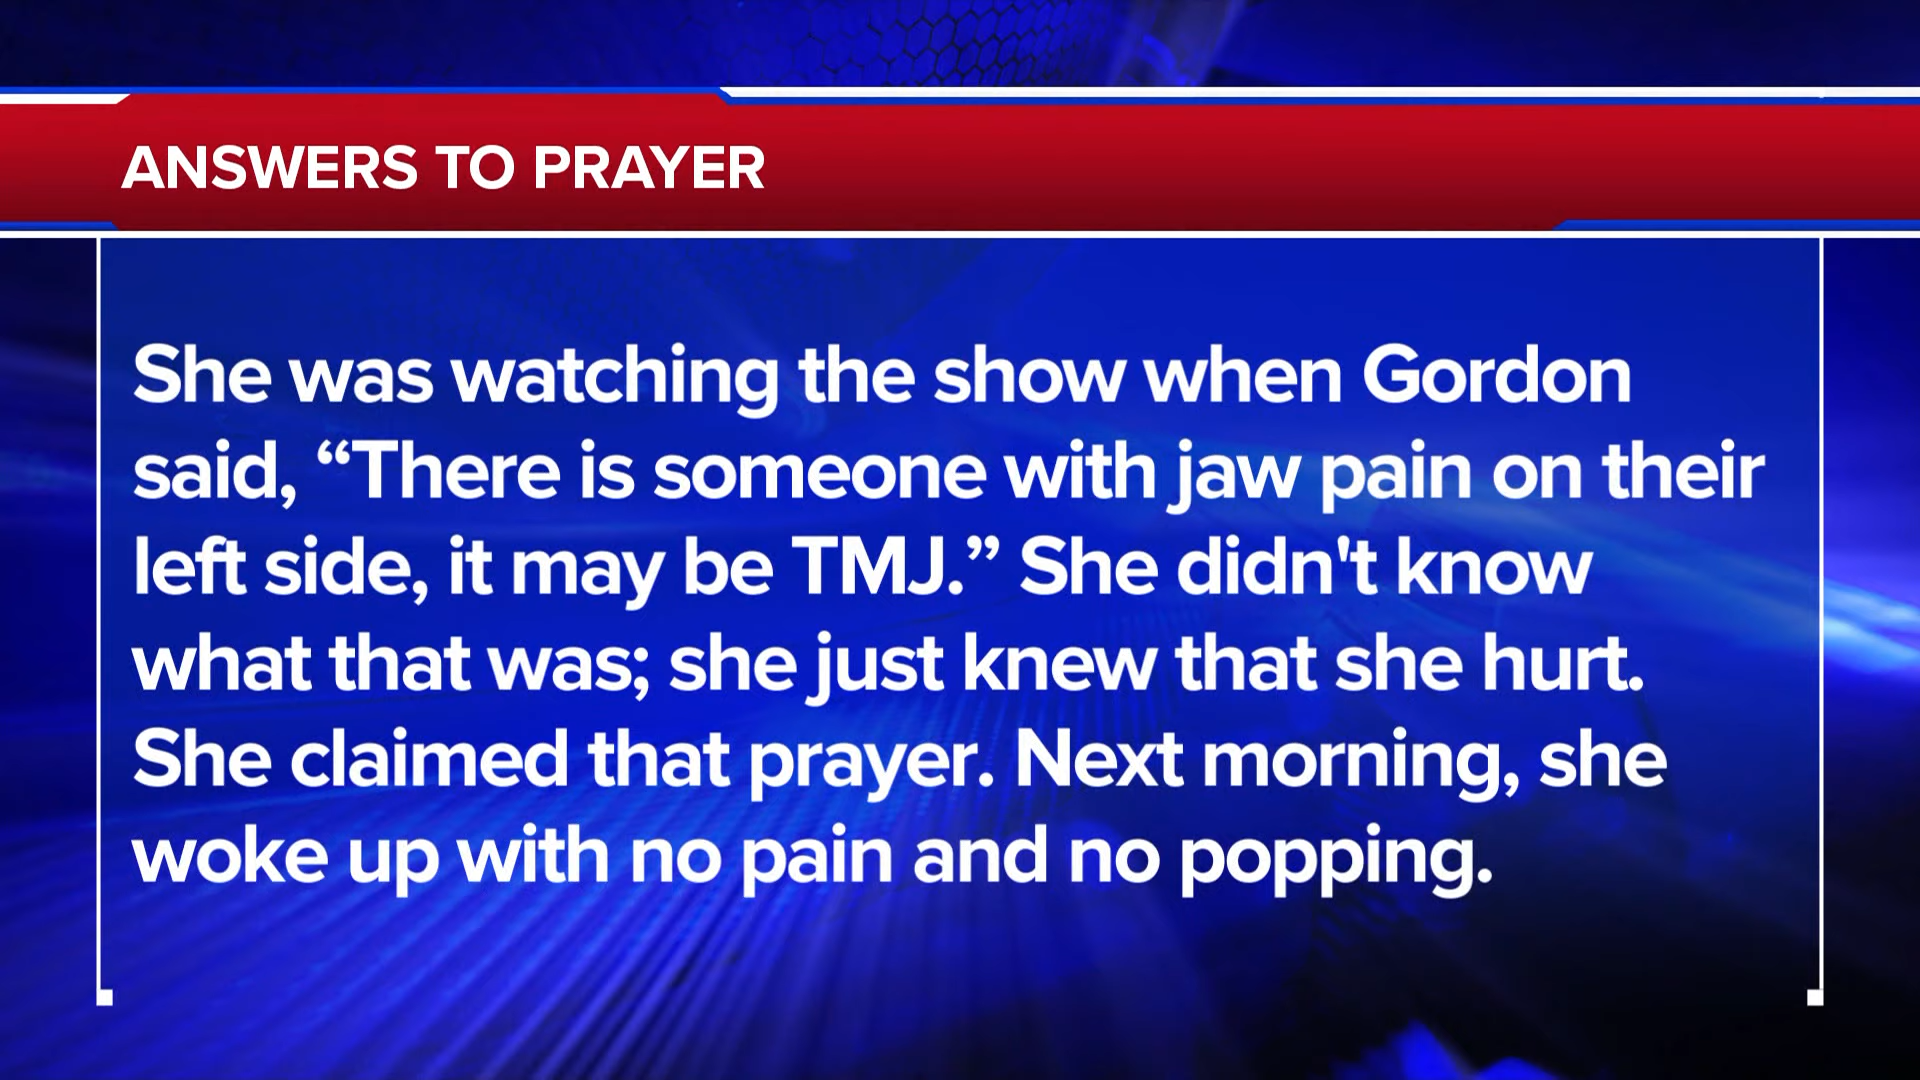 ANSWERS TO PRAYER
She was watching the show when Gordon
said, “There is someone with jaw pain on their
left side, it may be TMJ.” She didn't know
what that was; she just knew that she hurt.
She claimed that prayer. Next morning, she
woke up with no pain and no popping.